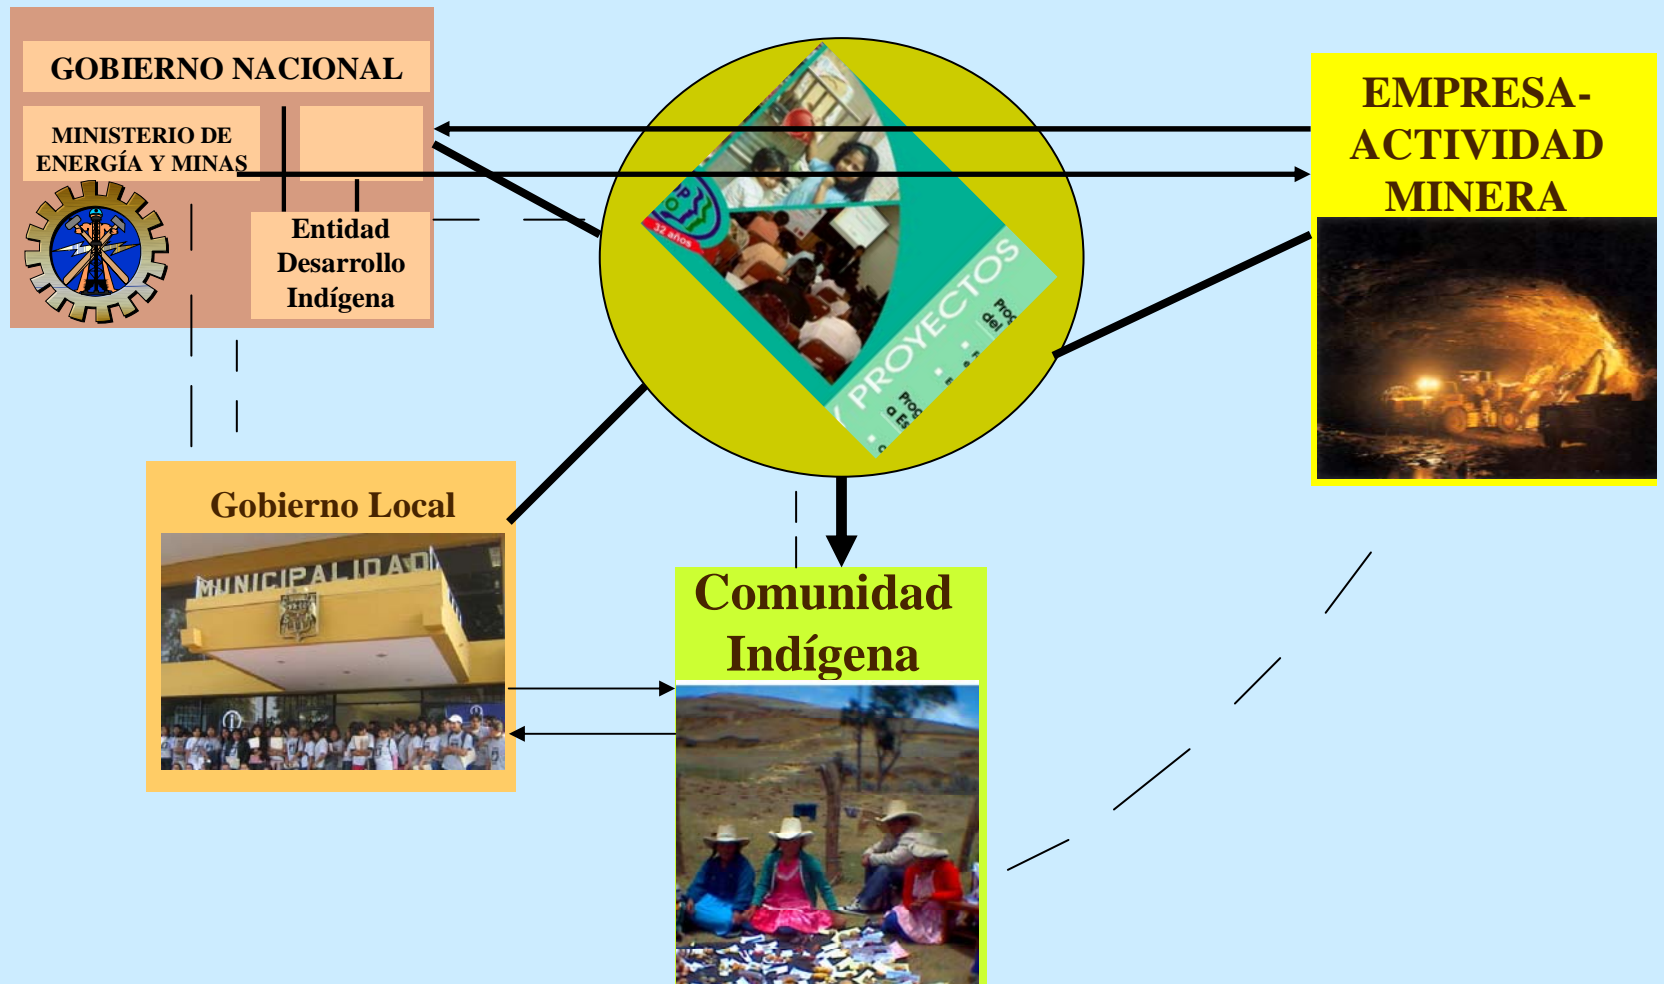 GOBIERNO NACIONAL
MINISTERIO DE
ENERGÍA Y MINAS
Entidad
Desarrollo
Indígena
P
32 años
Y PROYECTOS
EMPRESA-
ACTIVIDAD
MINERA
Gobierno Local
MUNICIPALIDAD
Comunidad
Indígena